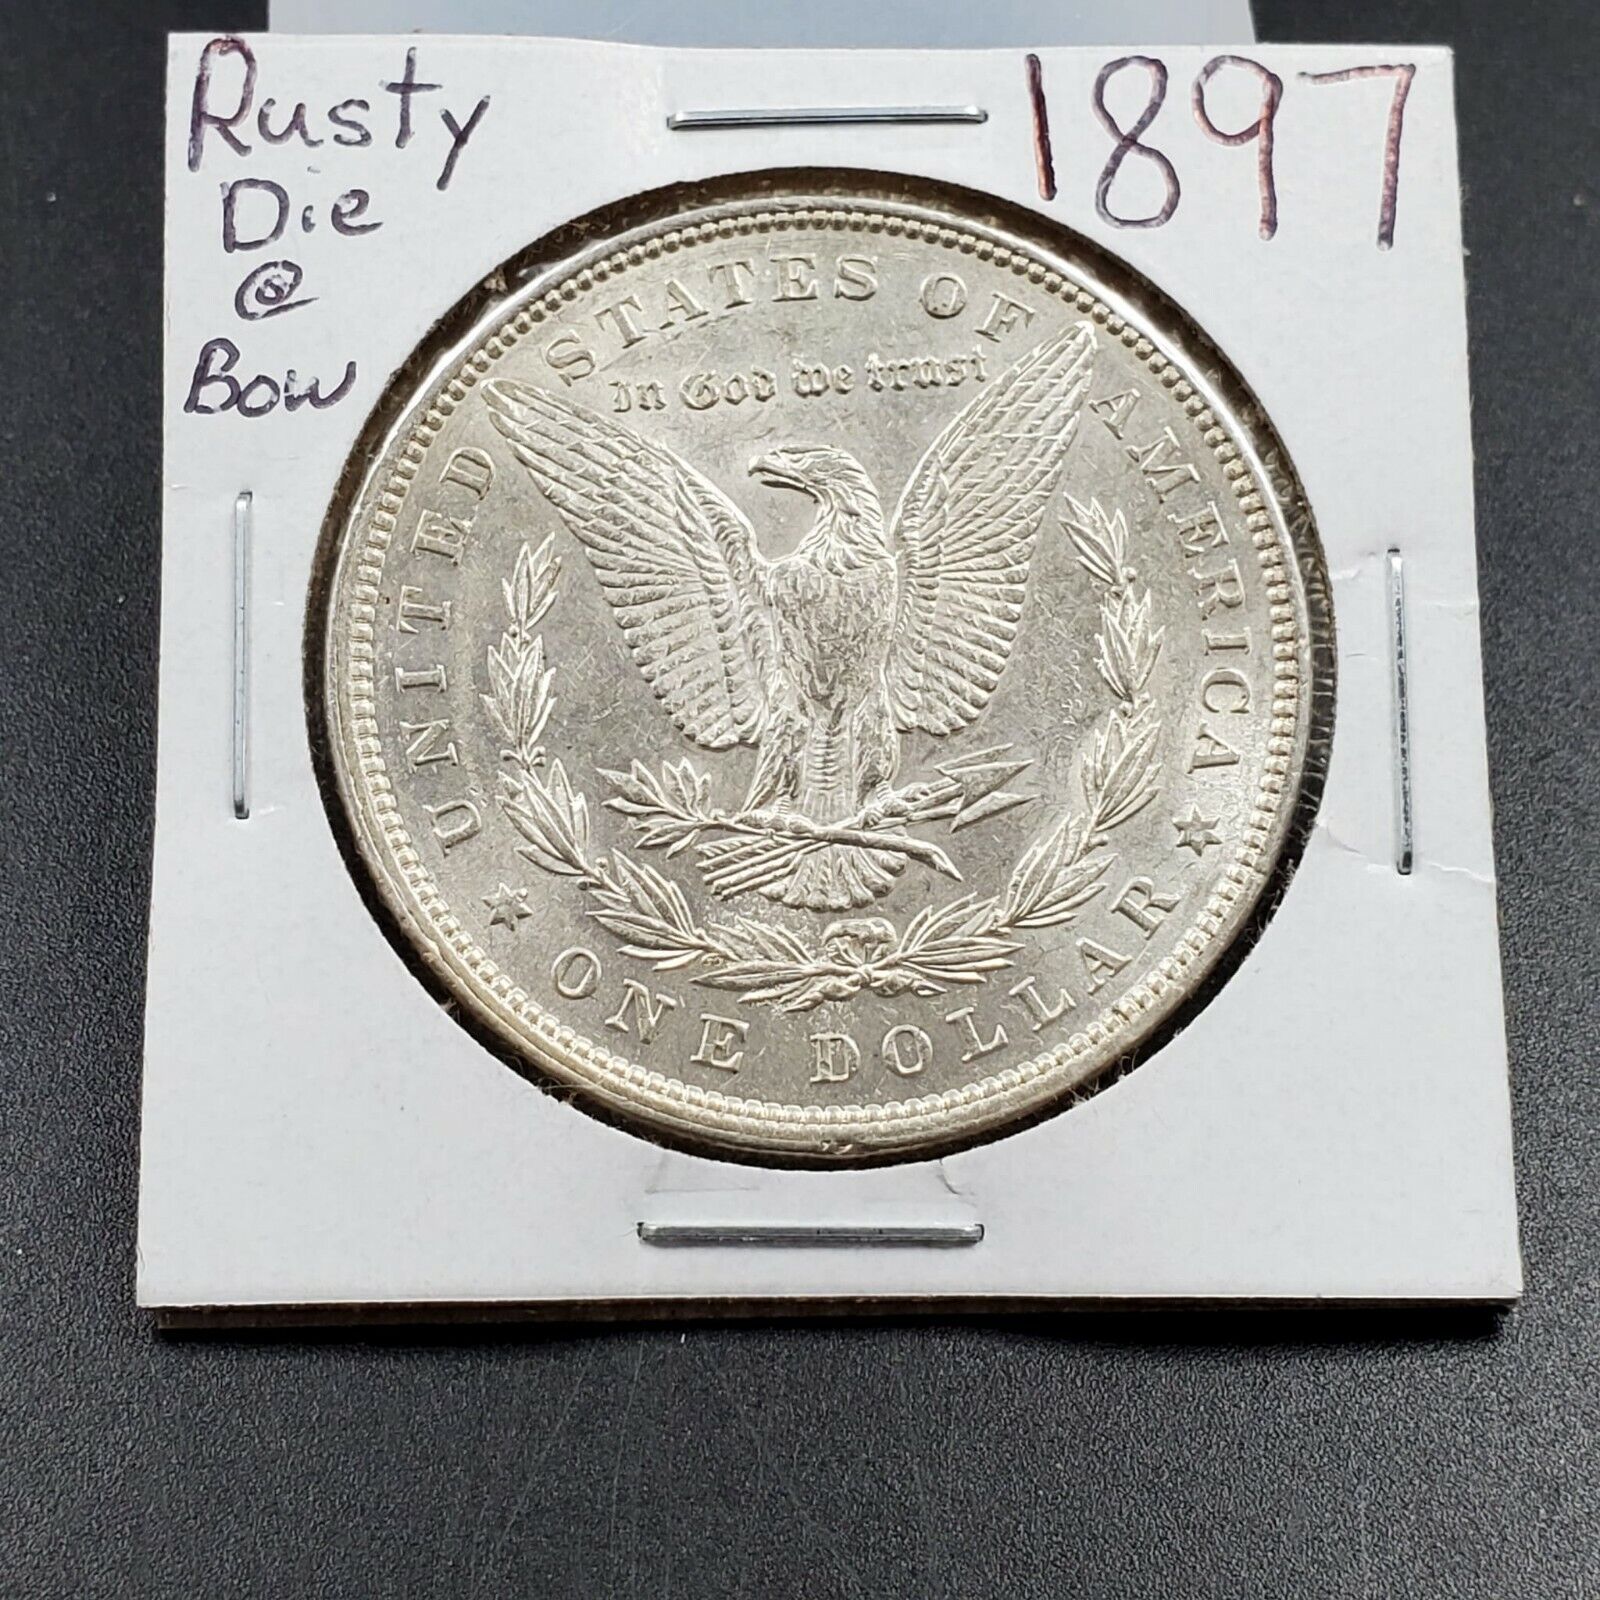 Rusty
Die
@
Bow
1897
UNITED STATES OF AMERICA
In God we trust
ONE DOLLAR